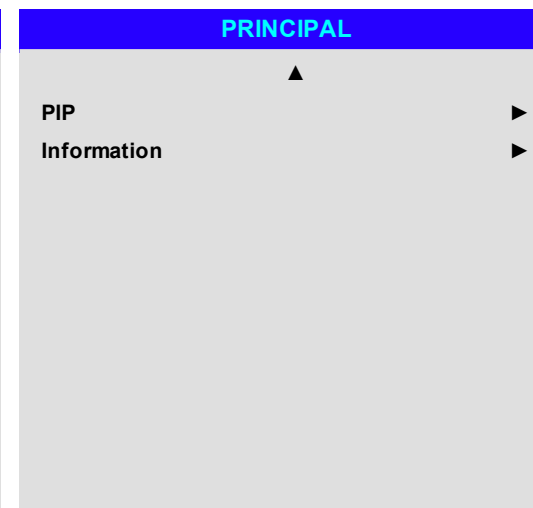 PRINCIPAL
▲
PIP ►
Information ►